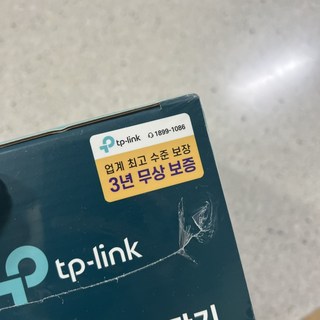 tp-link 1899-1086
업계 최고 수준 보장
3년 무상 보증
tp-link